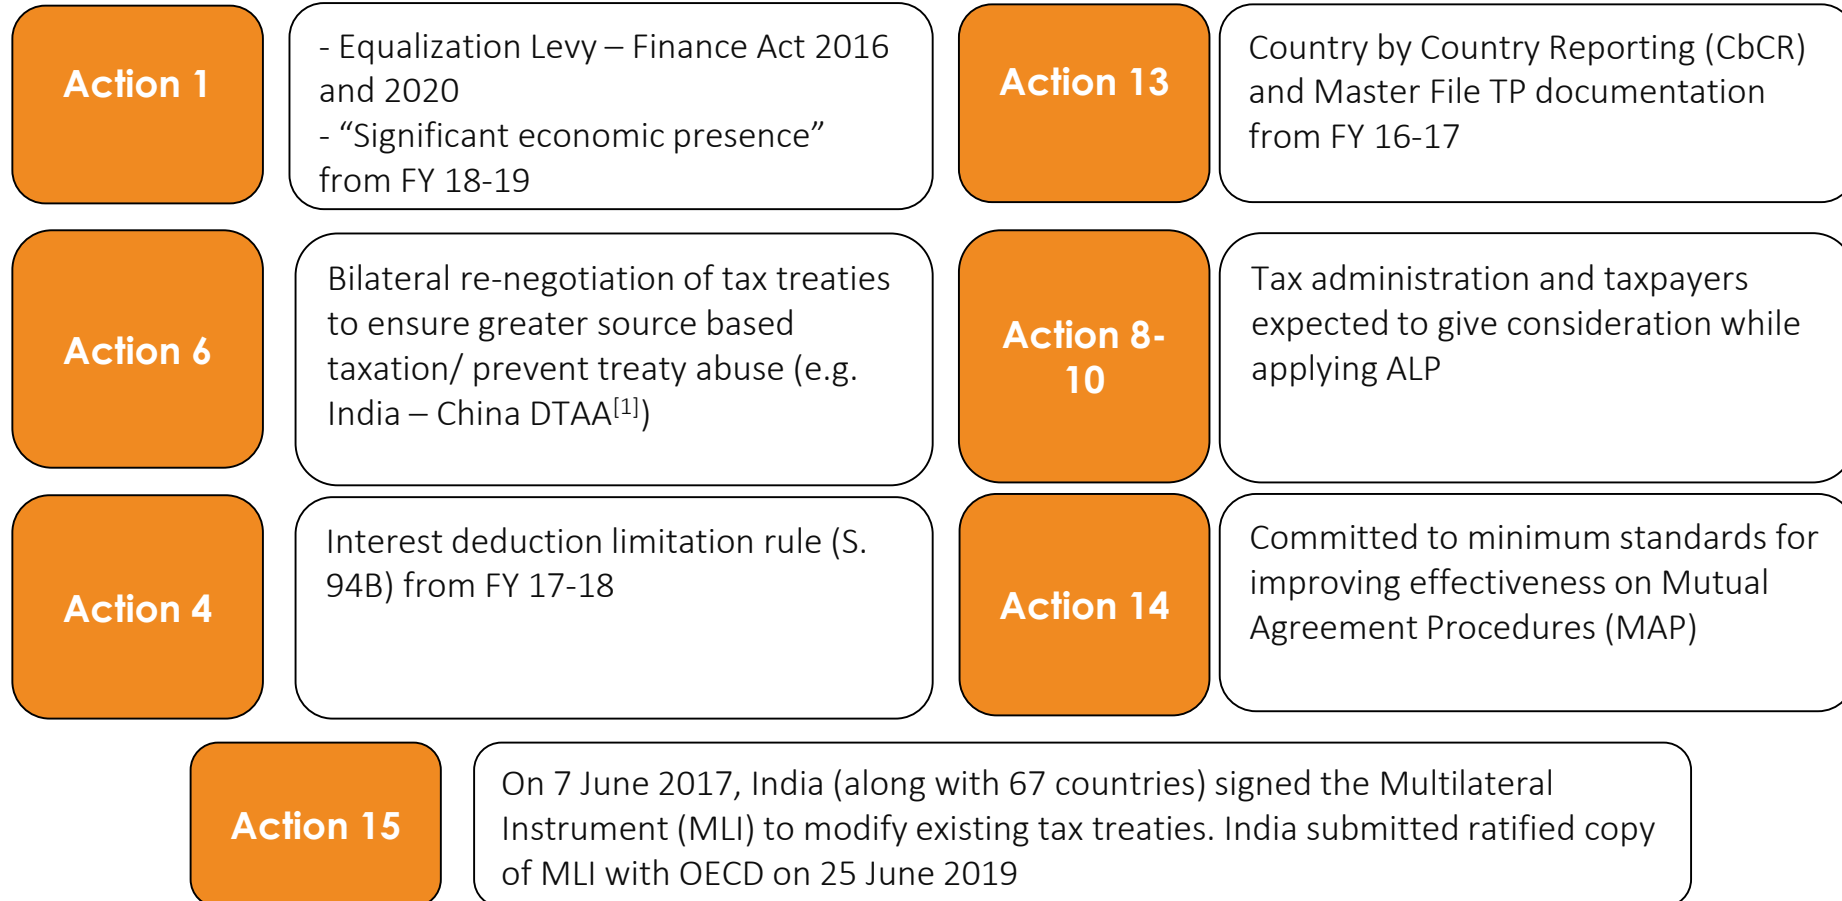 Action 1
- Equalization Levy – Finance Act 2016
and 2020
- “Significant economic presence”
from FY 18-19
Action 13
Country by Country Reporting (CbCR)
and Master File TP documentation
from FY 16-17
Action 6
Bilateral re-negotiation of tax treaties
to ensure greater source based
taxation/ prevent treaty abuse (e.g.
India – China DTAA[1])
Action 8-
10
Tax administration and taxpayers
expected to give consideration while
applying ALP
Action 4
Interest deduction limitation rule (S.
94B) from FY 17-18
Action 14
Committed to minimum standards for
improving effectiveness on Mutual
Agreement Procedures (MAP)
Action 15
On 7 June 2017, India (along with 67 countries) signed the Multilateral
Instrument (MLI) to modify existing tax treaties. India submitted ratified copy
of MLI with OECD on 25 June 2019